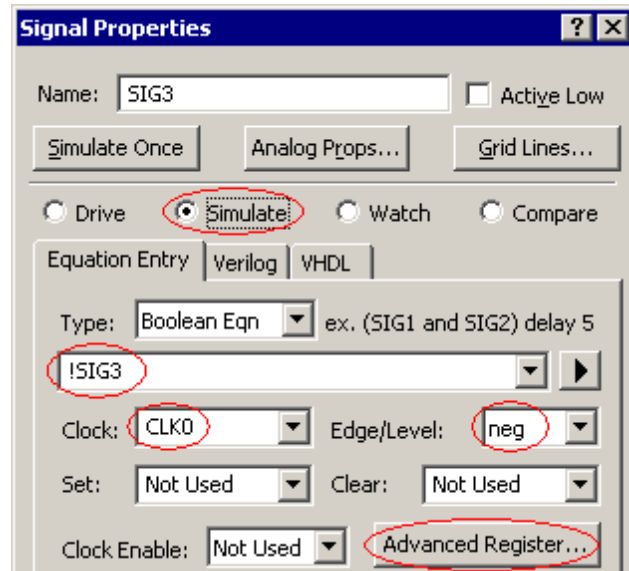 Signal Properties ? X
Name: SIG3 Active Low
Simulate Once Analog Props... Grid Lines...
Drive Simulate Watch Compare
Equation Entry Verilog VHDL
Type: Boolean Eqn ex. (SIG1 and SIG2) delay 5
!SIG3
Clock: CLK0 Edge/Level: neg
Set: Not Used Clear: Not Used
Clock Enable: Not Used Advanced Register...